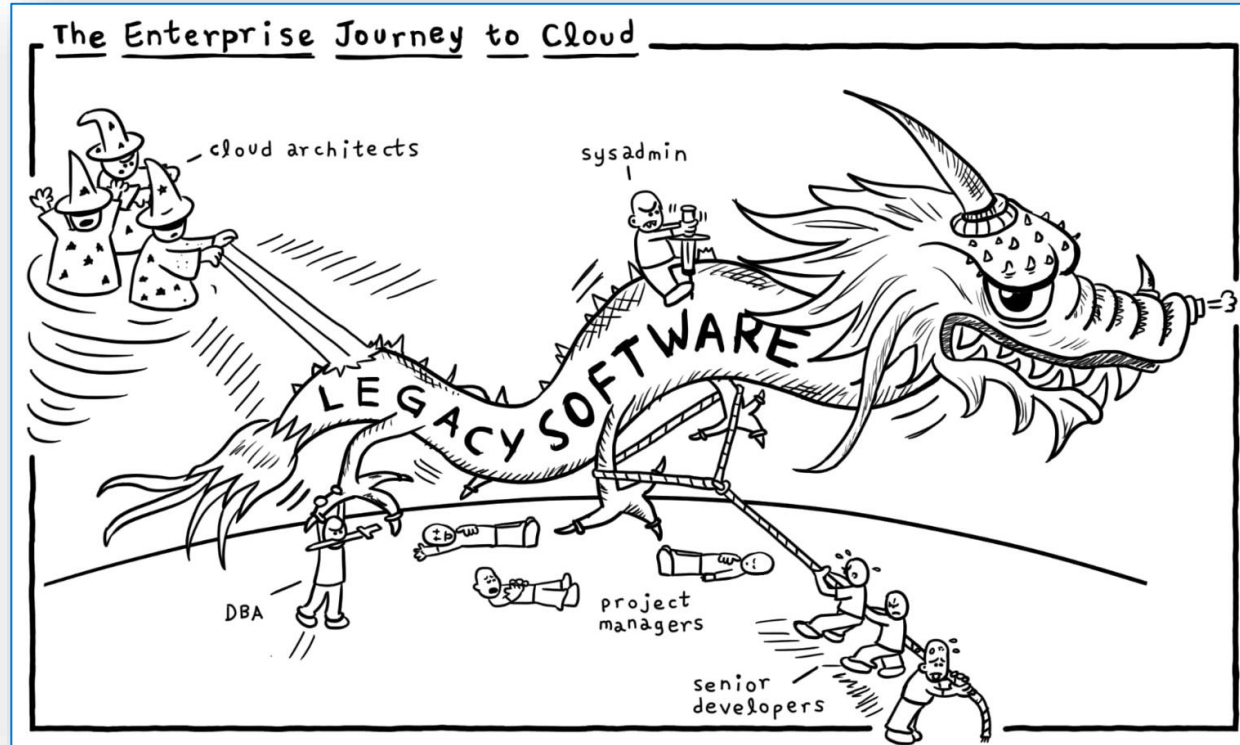 The Enterprise Journey to Cloud
cloud architects
sysadmin
LEGACY SOFTWARE
DBA
project
managers
senior
developers